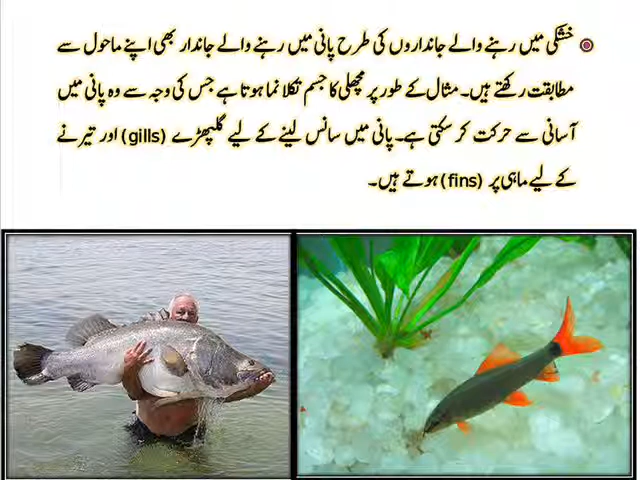 خشکی میں رہنے والے جانداروں کی طرح پانی میں رہنے والے جاندار بھی اپنے ماحول سے
مطابقت رکھتے ہیں۔ مثال کے طور پر مچھلی کا جسم تکلا نما ہوتا ہے جس کی وجہ سے وہ پانی میں
آسانی سے حرکت کر سکتی ہے۔ پانی میں سانس لینے کے لیے گلپھڑے (gills) اور تیرنے
کے لیے ماہی پر (fins) ہوتے ہیں۔